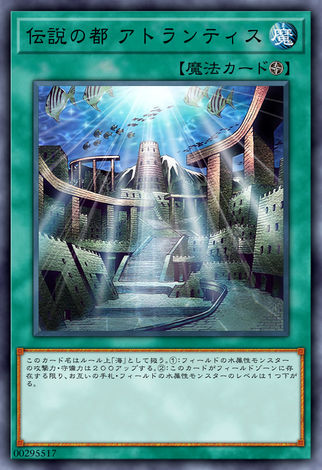 伝説の都 アトランティス 魔
【魔法カード】
このカード名はルール上「海」として扱う。①:フィールドの水属性モンスター
の攻撃力・守備力は200アップする。②:このカードがフィールドゾーンに存
在する限り、お互いの手札・フィールドの水属性モンスターのレベルは1つ下が
る。
00295517